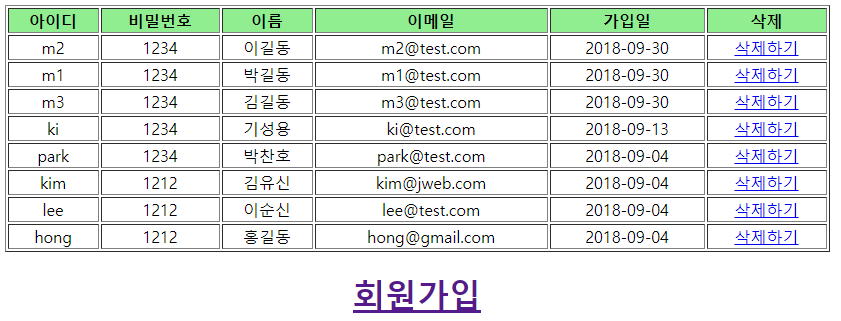 아이디 비밀번호 이름 이메일 가입일 삭제
m2 1234 이길동 m2@test.com 2018-09-30 삭제하기
m1 1234 박길동 m1@test.com 2018-09-30 삭제하기
m3 1234 김길동 m3@test.com 2018-09-30 삭제하기
ki 1234 기성용 ki@test.com 2018-09-13 삭제하기
park 1234 박찬호 park@test.com 2018-09-04 삭제하기
kim 1212 김유신 kim@jweb.com 2018-09-04 삭제하기
lee 1212 이순신 lee@test.com 2018-09-04 삭제하기
hong 1212 홍길동 hong@gmail.com 2018-09-04 삭제하기
회원가입